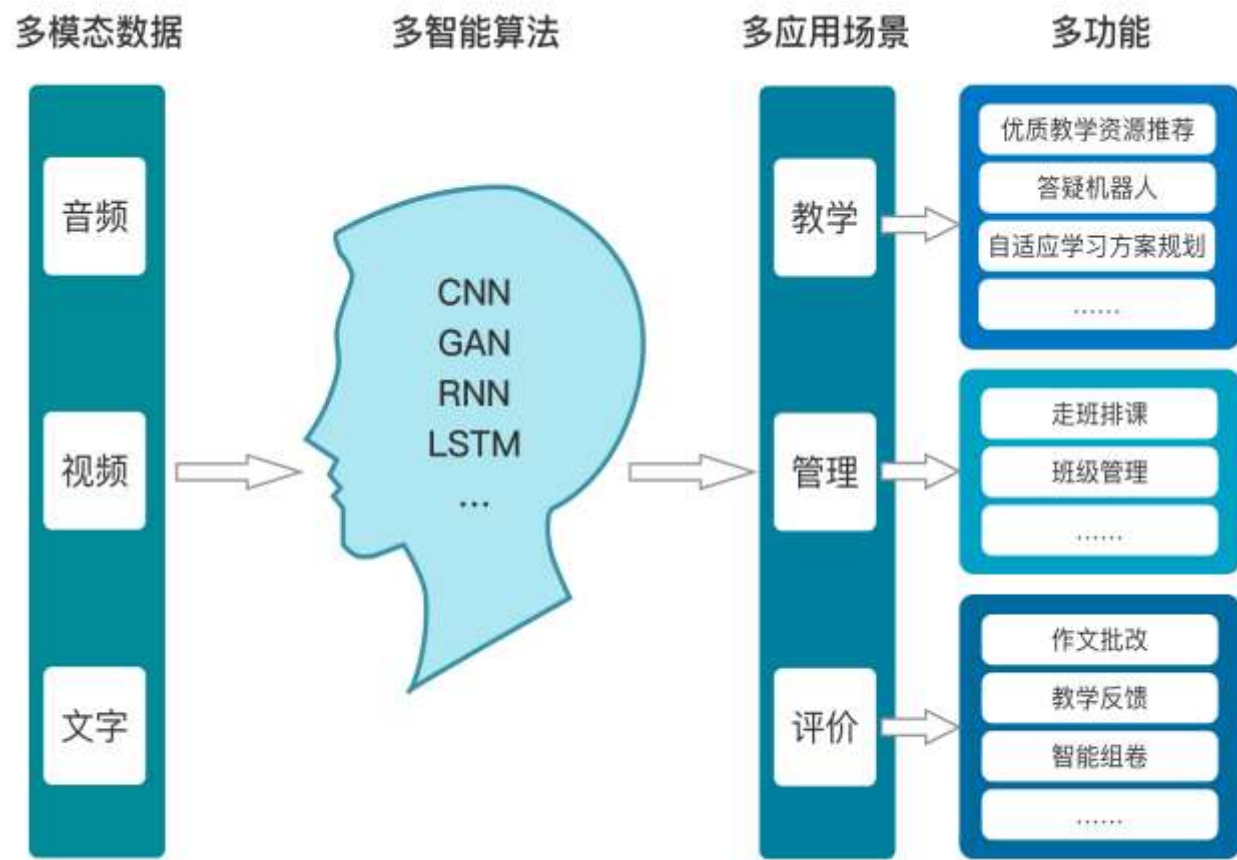 多模态数据
多智能算法
多应用场景
多功能
音频
视频
文字
CNN
GAN
RNN
LSTM
...
教学
管理
评价
优质教学资源推荐
答疑机器人
自适应学习方案规划
......
走班排课
班级管理
......
作文批改
教学反馈
智能组卷
......